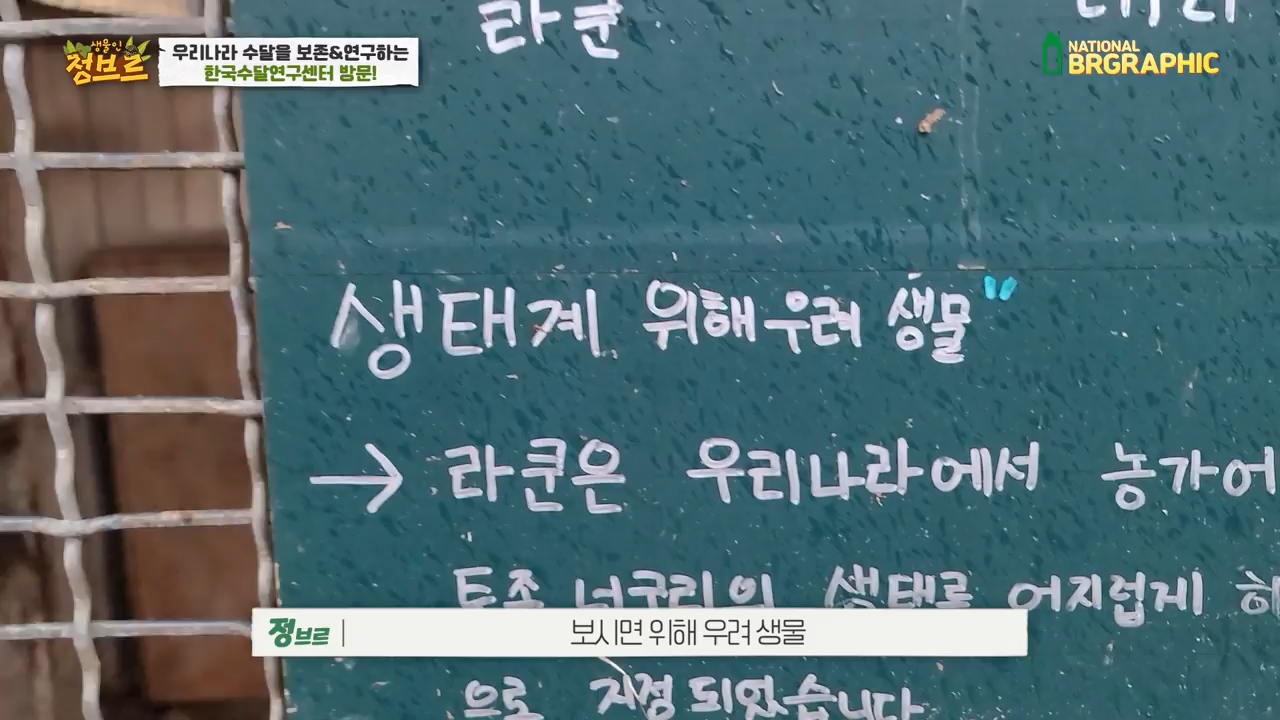 생물인
정브르
우리나라 수달을 보존&연구하는
한국수달연구센터 방문!
NATIONAL
BRGRAPHIC
라쿤
생태계 위해우려 생물"
→ 라쿤은 우리나라에서 농가에
토종 너구리의 생태를 어지럽게
정브르 보시면 위해 우려 생물
으로 지정 되었습니다